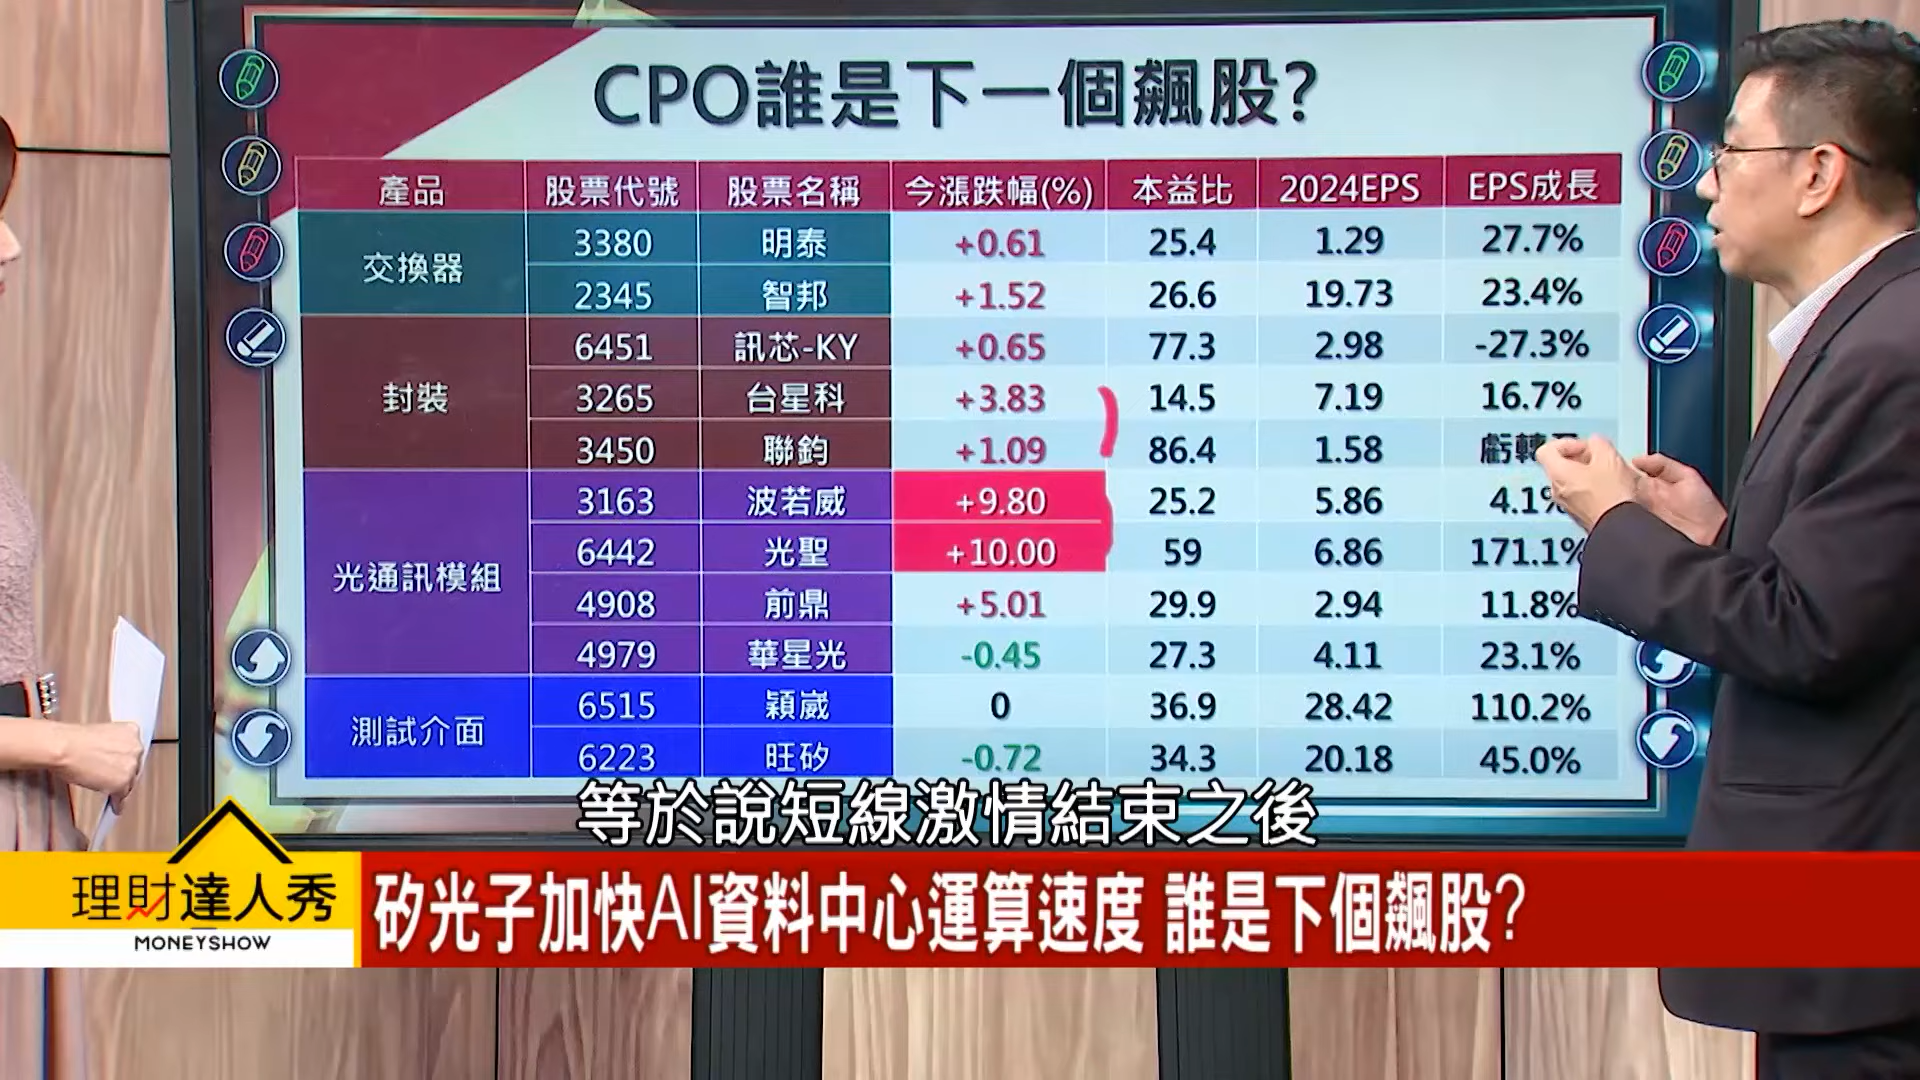 CPO誰是下一個飆股?
產品 股票代號 股票名稱 今漲跌幅(%) 本益比 2024EPS EPS成長
交換器 3380 明泰 +0.61 25.4 1.29 27.7%
2345 智邦 +1.52 26.6 19.73 23.4%
封裝 6451 訊芯-KY +0.65 77.3 2.98 -27.3%
3265 台星科 +3.83 14.5 7.19 16.7%
3450 聯鈞 +1.09 86.4 1.58 虧轉
光通訊模組 3163 波若威 +9.80 25.2 5.86 4.1%
6442 光聖 +10.00 59 6.86 171.1%
4908 前鼎 +5.01 29.9 2.94 11.8%
4979 華星光 -0.45 27.3 4.11 23.1%
測試介面 6515 穎崴 0 36.9 28.42 110.2%
6223 旺矽 -0.72 34.3 20.18 45.0%
等於說短線激情結束之後
理財達人秀
MONEYSHOW
矽光子加快AI資料中心運算速度 誰是下個飆股?